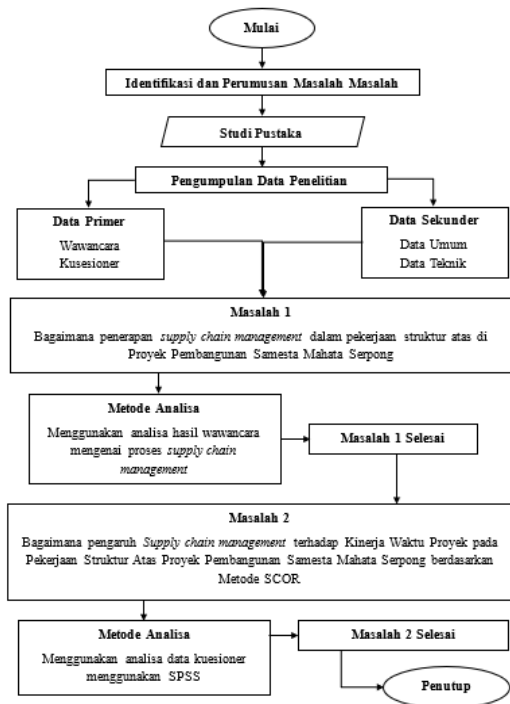 Mulai
Identifikasi dan Perumusan Masalah Masalah
Studi Pustaka
Pengumpulan Data Penelitian
Data Primer
Wawancara
Kusesioner
Data Sekunder
Data Umum
Data Teknik
Masalah 1
Bagaimana penerapan supply chain management dalam pekerjaan struktur atas di
Proyek Pembangunan Samesta Mahata Serpong
Metode Analisa
Menggunakan analisa hasil wawancara
mengenai proses supply chain
management
Masalah 1 Selesai
Masalah 2
Bagaimana pengaruh Supply chain management terhadap Kinerja Waktu Proyek pada
Pekerjaan Struktur Atas Proyek Pembangunan Samesta Mahata Serpong berdasarkan
Metode SCOR
Metode Analisa
Menggunakan analisa data kuesioner
menggunakan SPSS
Masalah 2 Selesai
Penutup